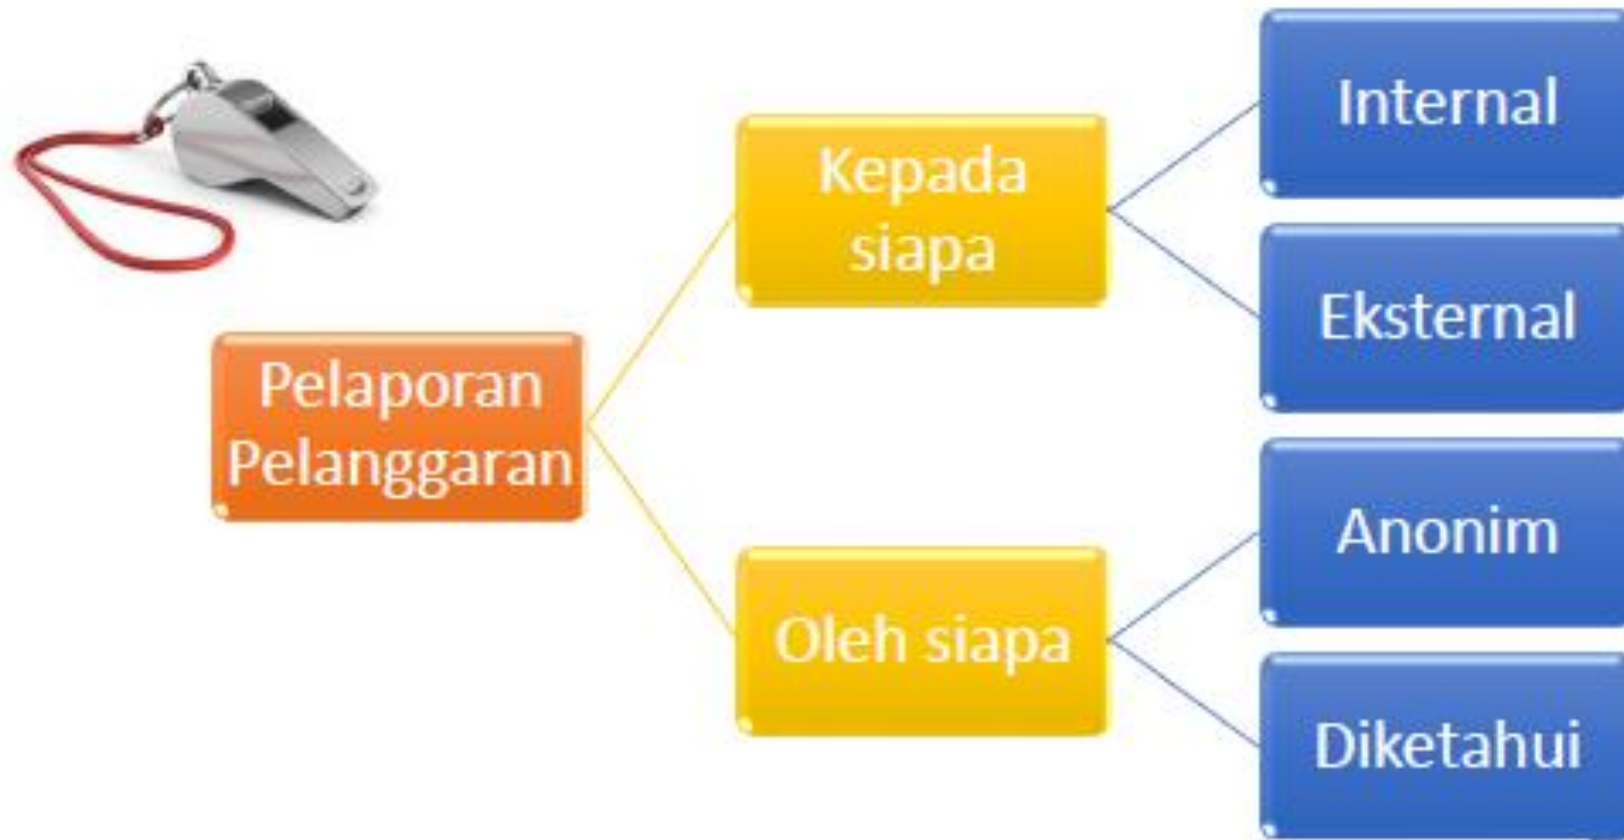 Pelaporan
Pelanggaran
Kepada
siapa
Internal
Eksternal
Oleh siapa
Anonim
Diketahui